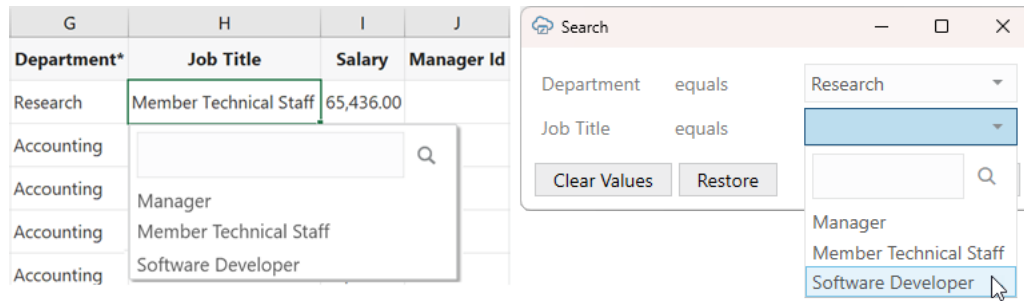 G H I J
Department* Job Title Salary Manager Id
Research Member Technical Staff 65,436.00
Accounting
Accounting
Manager
Accounting
Member Technical Staff
Software Developer
Accounting
Search
Department equals Research
Job Title equals
Clear Values Restore
Manager
Member Technical Staff
Software Developer